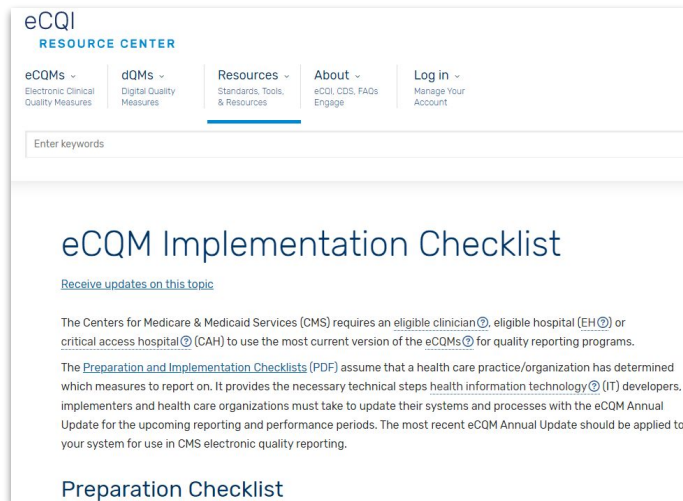 eCQI
RESOURCE CENTER
eCQMs
Electronic Clinical
Quality Measures
dQMs
Digital Quality
Measures
Resources
Standards, Tools,
& Resources
About
eCQI, CDS, FAQs
Engage
Log in
Manage Your
Account
Enter keywords
eCQM Implementation Checklist
Receive updates on this topic
The Centers for Medicare & Medicaid Services (CMS) requires an eligible clinician, eligible hospital (EH) or
critical access hospital (CAH) to use the most current version of the eCQMs for quality reporting programs.
The Preparation and Implementation Checklists (PDF) assume that a health care practice/organization has determined
which measures to report on. It provides the necessary technical steps health information technology (IT) developers,
implementers and health care organizations must take to update their systems and processes with the eCQM Annual
Update for the upcoming reporting and performance periods. The most recent eCQM Annual Update should be applied to
your system for use in CMS electronic quality reporting.
Preparation Checklist